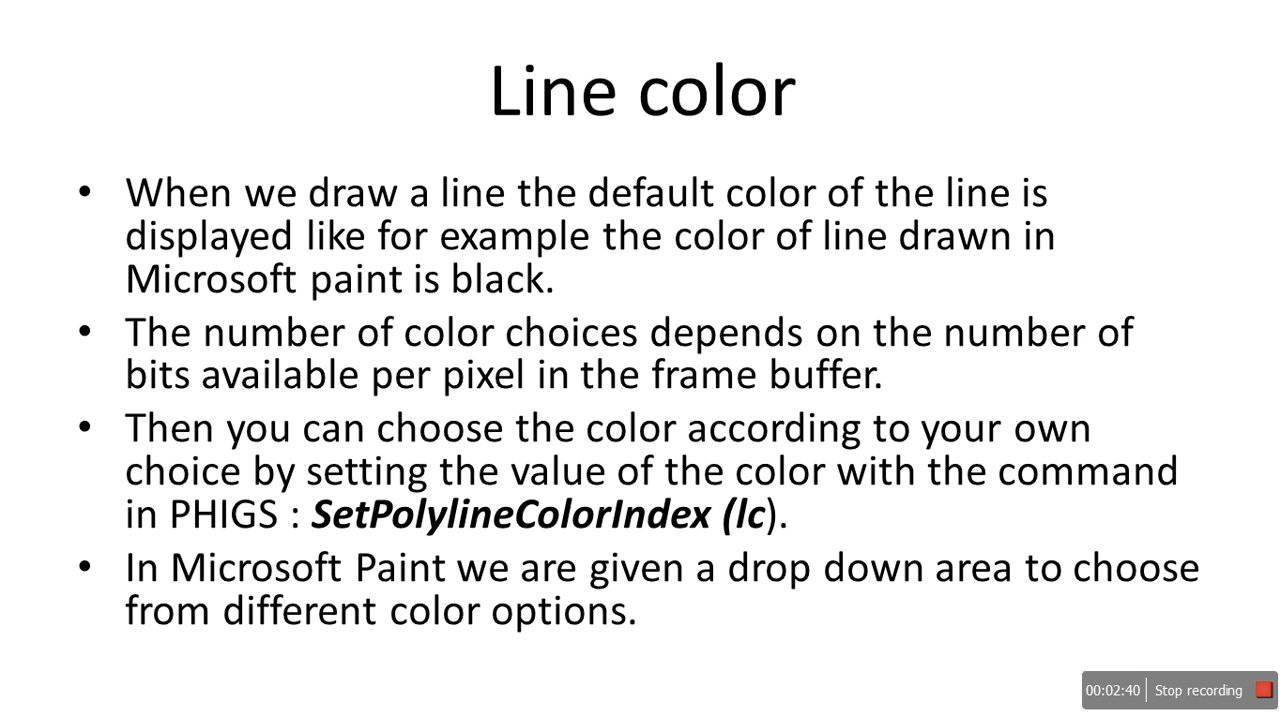 Line color
• When we draw a line the default color of the line is
displayed like for example the color of line drawn in
Microsoft paint is black.
• The number of color choices depends on the number of
bits available per pixel in the frame buffer.
• Then you can choose the color according to your own
choice by setting the value of the color with the command
in PHIGS : SetPolylineColorIndex (lc).
• In Microsoft Paint we are given a drop down area to choose
from different color options.
00:02:40 Stop recording